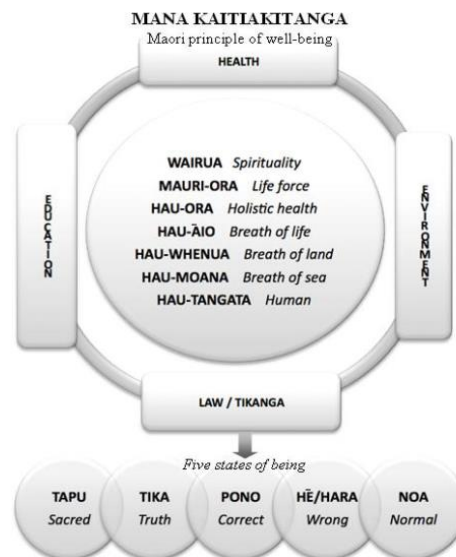 MANA KAITIAKITANGA
Maori principle of well-being
HEALTH
EDUCATION
ENVIRONMENT
WAIRUA Spirituality
MAURI-ORA Life force
HAU-ORA Holistic health
HAU-ĀIO Breath of life
HAU-WHENUA Breath of land
HAU-MOANA Breath of sea
HAU-TANGATA Human
LAW / TIKANGA
Five states of being
TAPU
Sacred
TIKA
Truth
PONO
Correct
HĒ/HARA
Wrong
NOA
Normal